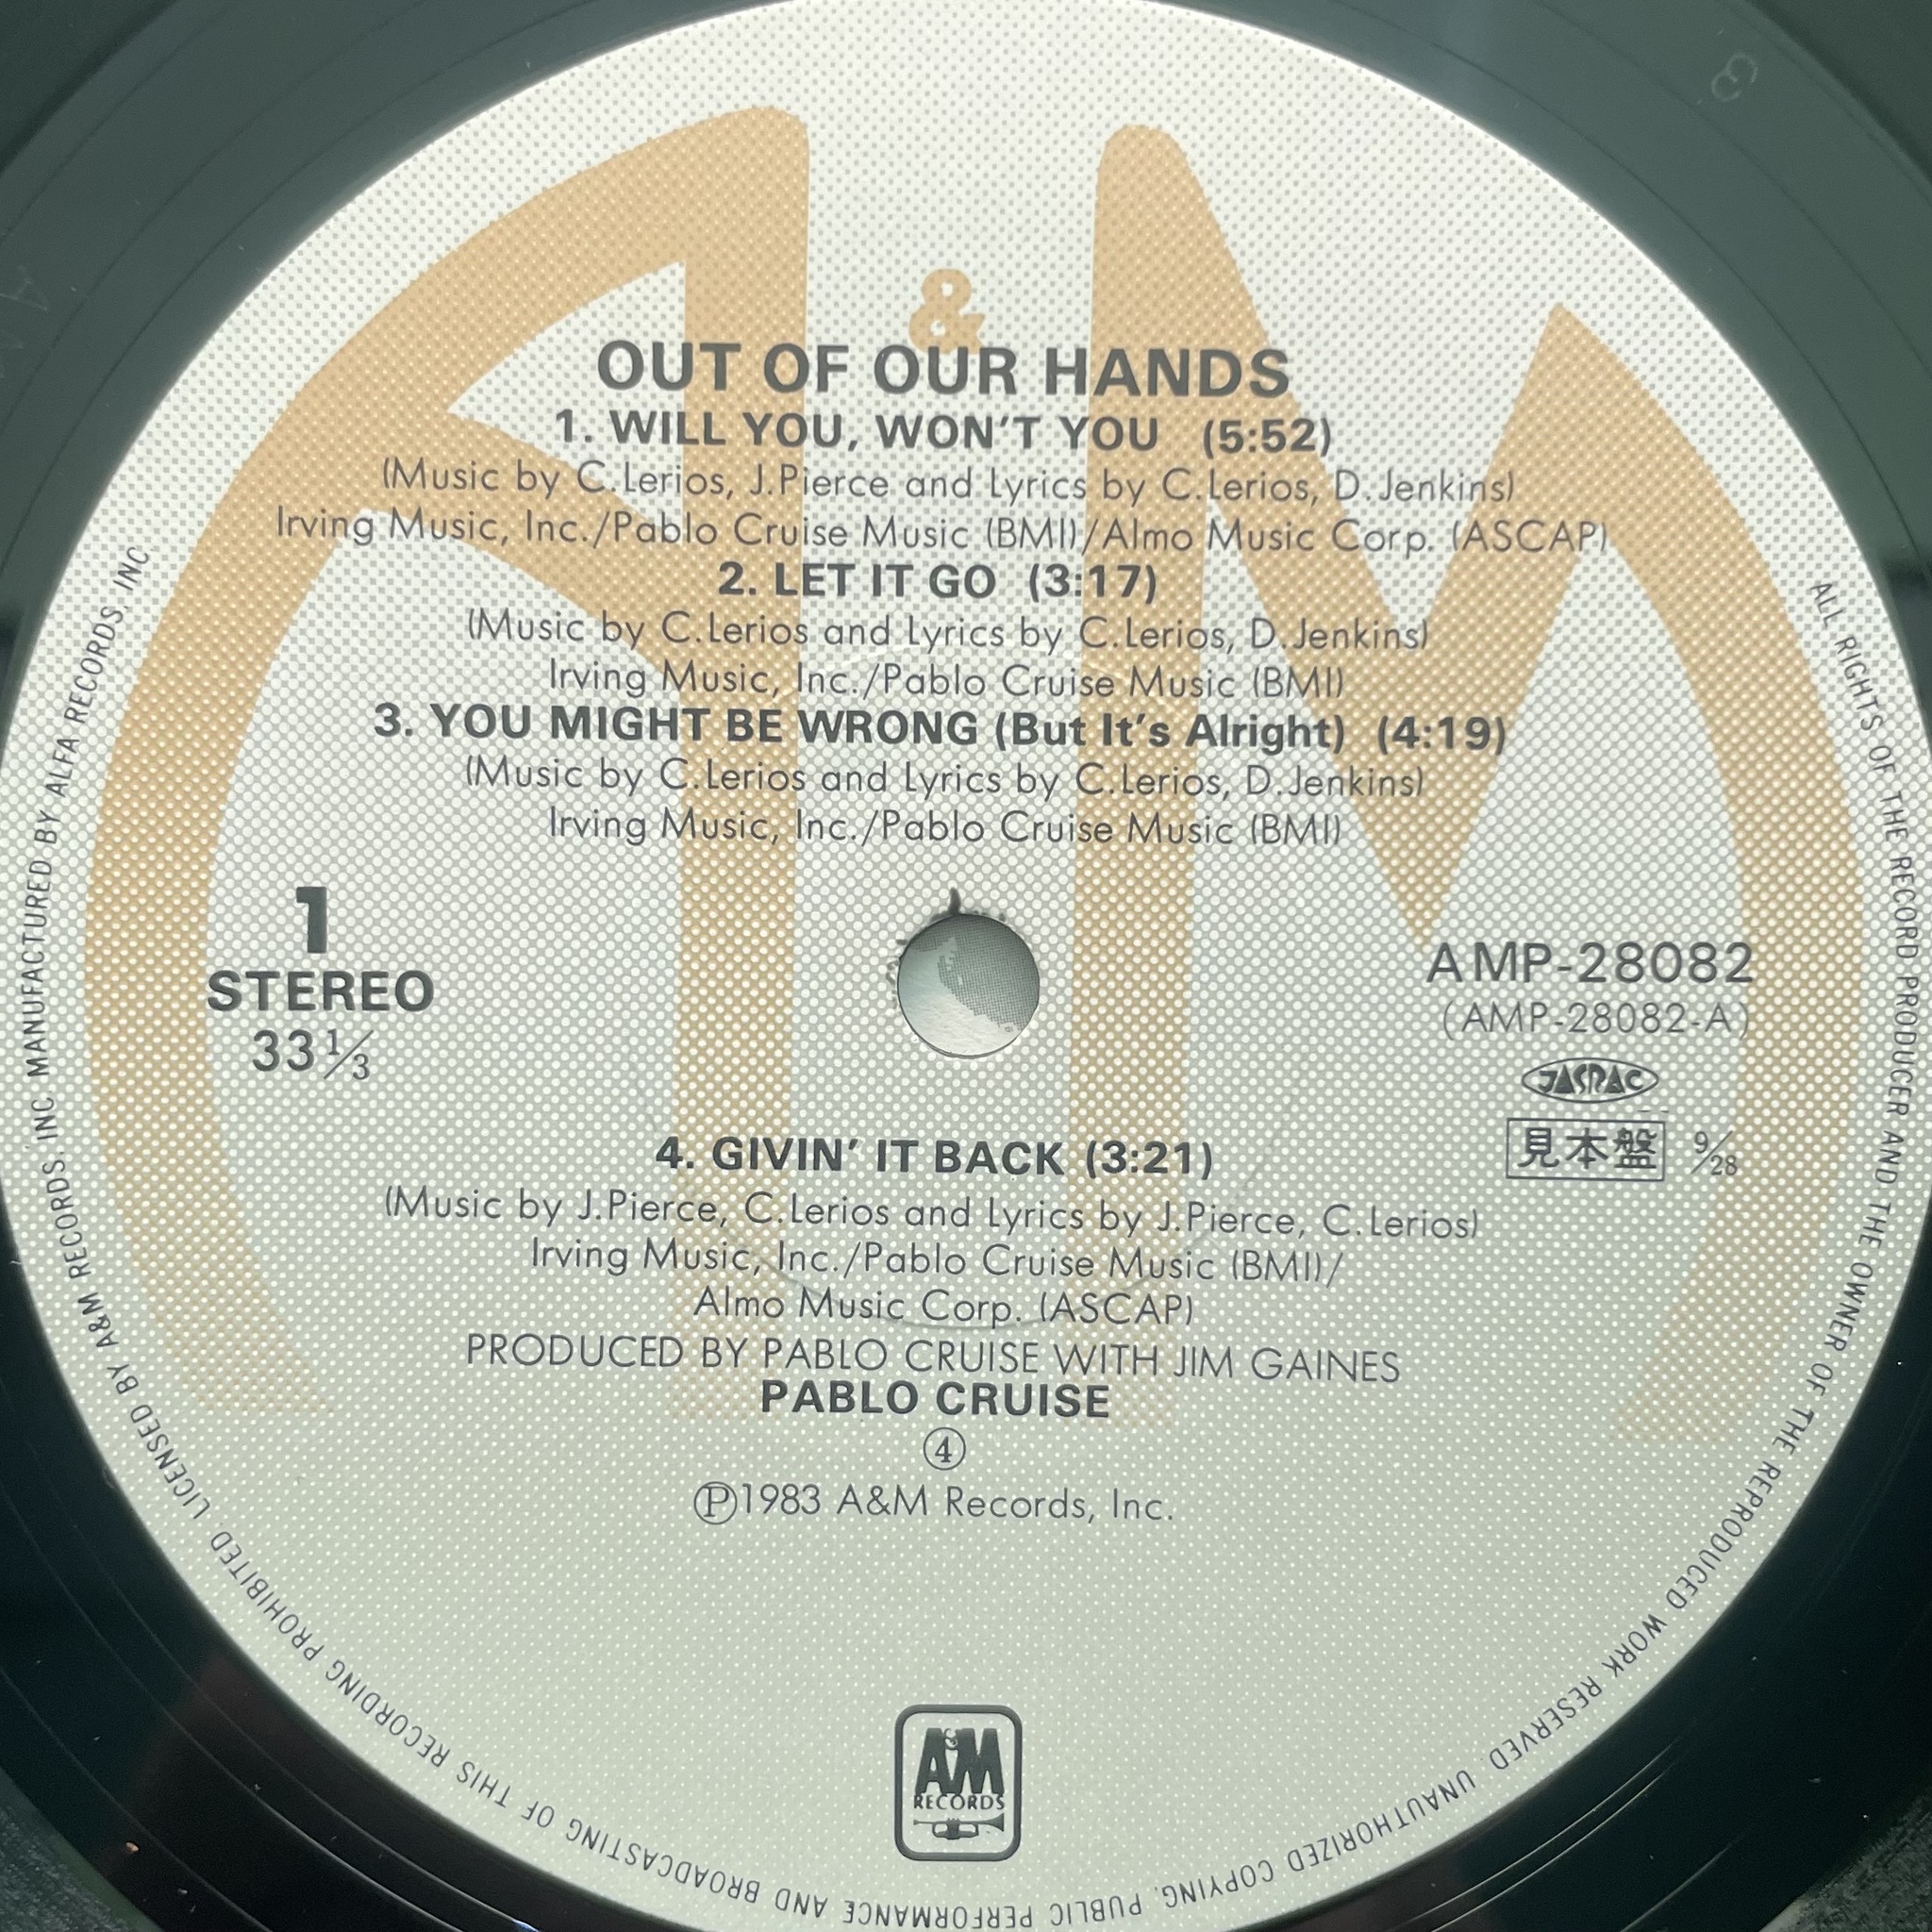 A & M
OUT OF OUR HANDS
1. WILL YOU, WON'T YOU (5:52)
(Music by C.Lerios, J.Pierce and Lyrics by C.Lerios, D.Jenkins)
Irving Music, Inc./Pablo Cruise Music (BMI)/Almo Music Corp. (ASCAP)
2. LET IT GO (3:17)
(Music by C.Lerios and Lyrics by C.Lerios, D.Jenkins)
Irving Music, Inc./Pablo Cruise Music (BMI)
3. YOU MIGHT BE WRONG (But It's Alright) (4:19)
(Music by C.Lerios and Lyrics by C.Lerios, D.Jenkins)
Irving Music, Inc./Pablo Cruise Music (BMI)
1
STEREO
33⅓
AMP-28082
(AMP-28082-A)
JASRAC
見本盤 9/28
4. GIVIN' IT BACK (3:21)
(Music by J.Pierce, C.Lerios and Lyrics by J.Pierce, C.Lerios)
Irving Music, Inc./Pablo Cruise Music (BMI)/
Almo Music Corp. (ASCAP)
PRODUCED BY PABLO CRUISE WITH JIM GAINES
PABLO CRUISE
④
Ⓟ1983 A&M Records, Inc.
A&M
RECORDS
ALL RIGHTS OF THE RECORD PRODUCER AND THE OWNER OF THE REPRODUCED WORK RESERVED. UNAUTHORIZED COPYING. PUBLIC PERFORMANCE AND BROADCASTING OF THIS RECORDING PROHIBITED. LICENSED BY A&M RECORDS. INC MANUFACTURED BY ALFA RECORDS. INC
3